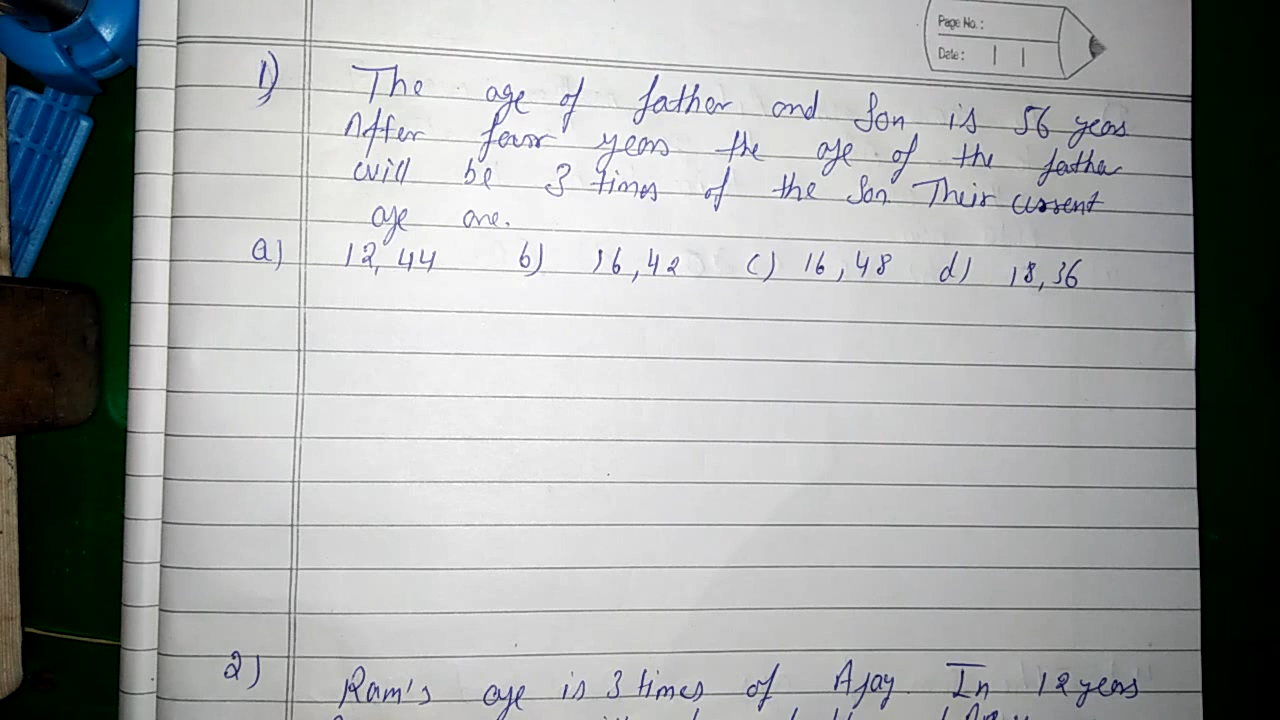 Page No.:
Date:
1) The age of father and Son is 56 years
After four years the age of the father
will be 3 times of the Son Their current
age are.
a) 12, 44 b) 16, 42 c) 16, 48 d) 18, 36
2) Ram's age is 3 times of Ajay. In 12 years